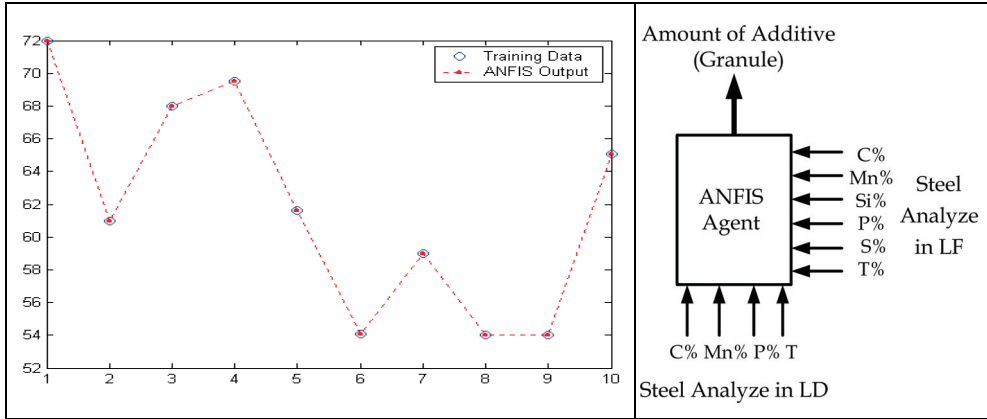 72
70
68
66
64
62
60
58
56
54
52
1 2 3 4 5 6 7 8 9 10
Training Data
ANFIS Output
Amount of Additive
(Granule)
ANFIS
Agent
C%
Mn%
Si%
P%
S%
T%
Steel
Analyze
in LF
C% Mn% P% T
Steel Analyze in LD